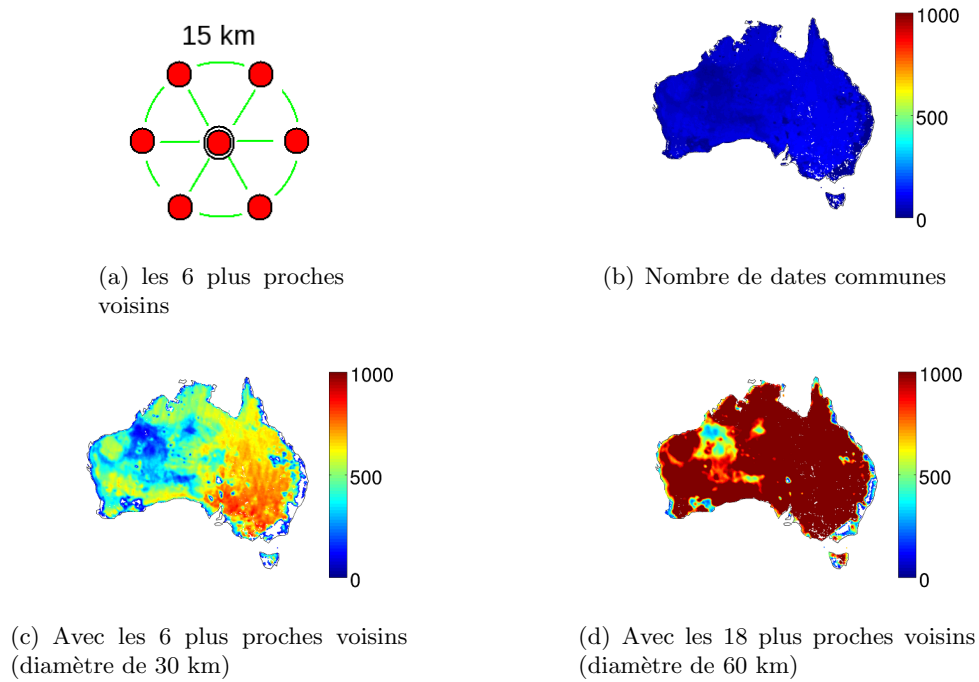 15 km
1000
500
0
(a) les 6 plus proches
voisins
(b) Nombre de dates communes
1000
500
0
1000
500
0
(c) Avec les 6 plus proches voisins
(diamètre de 30 km)
(d) Avec les 18 plus proches voisins
(diamètre de 60 km)